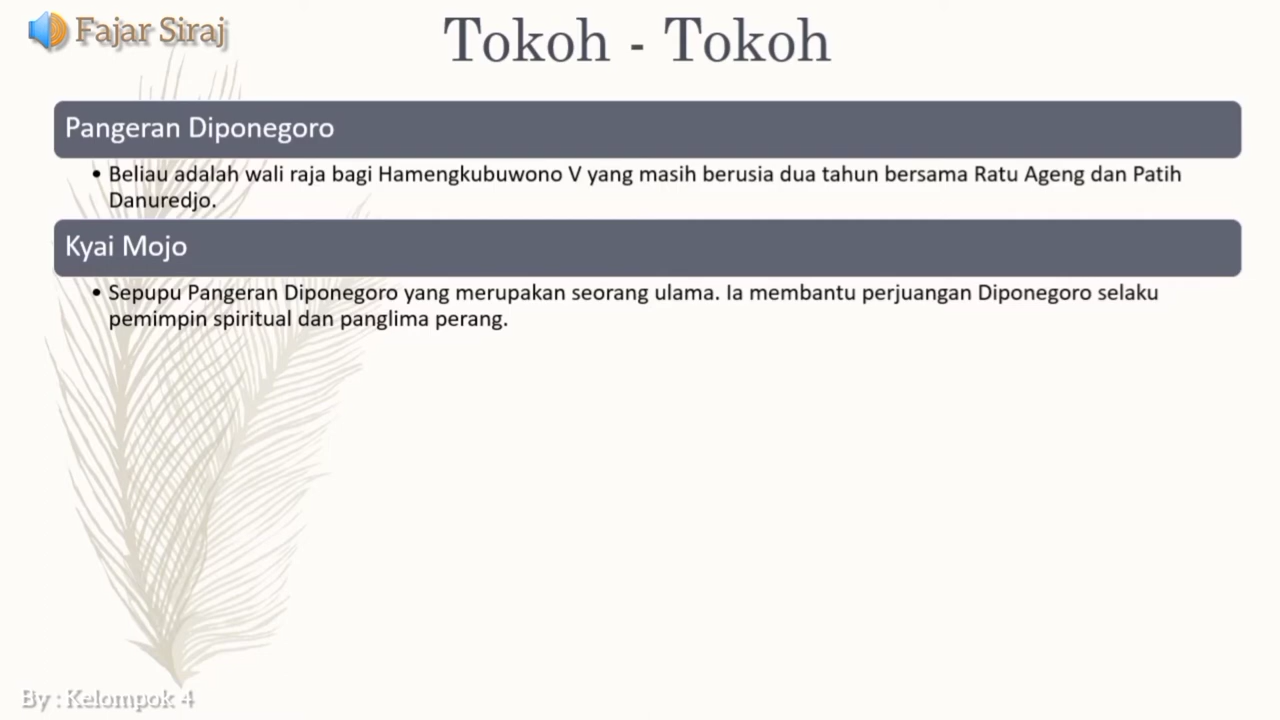 Fajar Siraj
Tokoh - Tokoh
Pangeran Diponegoro
• Beliau adalah wali raja bagi Hamengkubuwono V yang masih berusia dua tahun bersama Ratu Ageng dan Patih
Danuredjo.
Kyai Mojo
• Sepupu Pangeran Diponegoro yang merupakan seorang ulama. Ia membantu perjuangan Diponegoro selaku
pemimpin spiritual dan panglima perang.
By : Kelompok 4